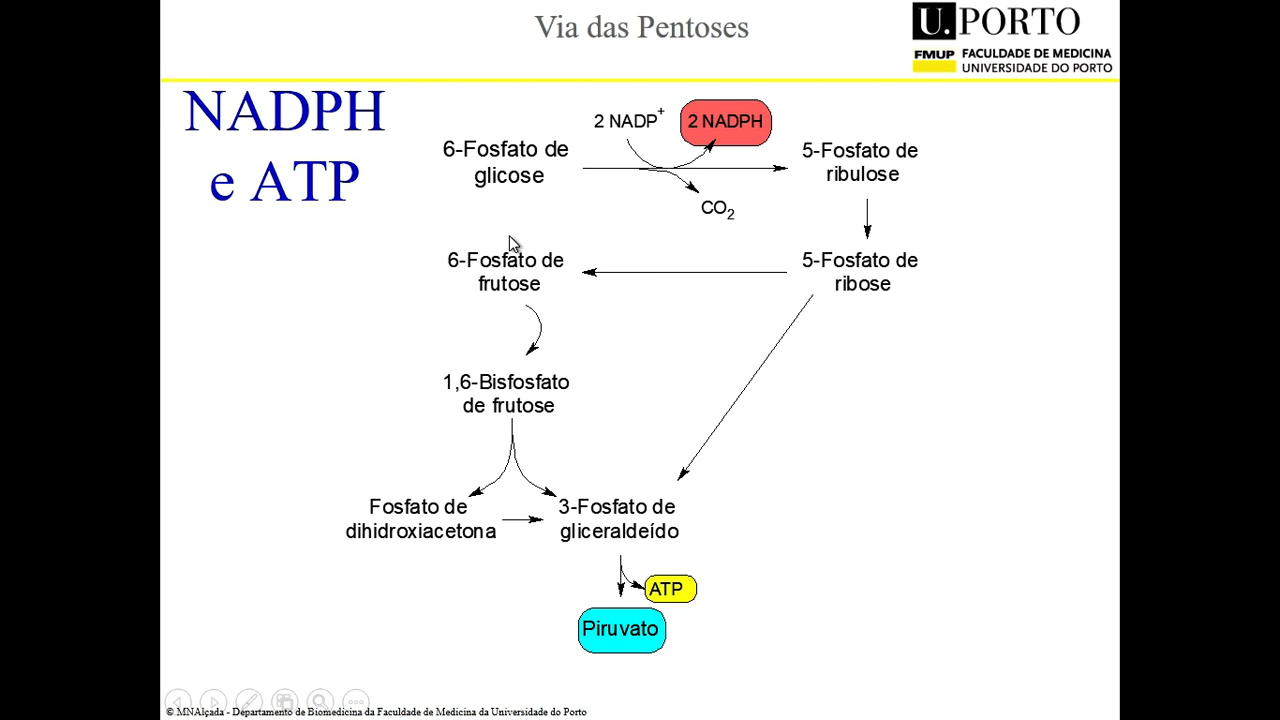 Via das Pentoses
U.PORTO
FMUP FACULDADE DE MEDICINA
UNIVERSIDADE DO PORTO
NADPH
e ATP
2 NADP+
2 NADPH
6-Fosfato de
glicose
5-Fosfato de
ribulose
CO2
6-Fosfato de
frutose
5-Fosfato de
ribose
1,6-Bisfosfato
de frutose
Fosfato de
dihidroxiacetona
3-Fosfato de
gliceraldeído
ATP
Piruvato
© MNAlçada - Departamento de Biomedicina da Faculdade de Medicina da Universidade do Porto